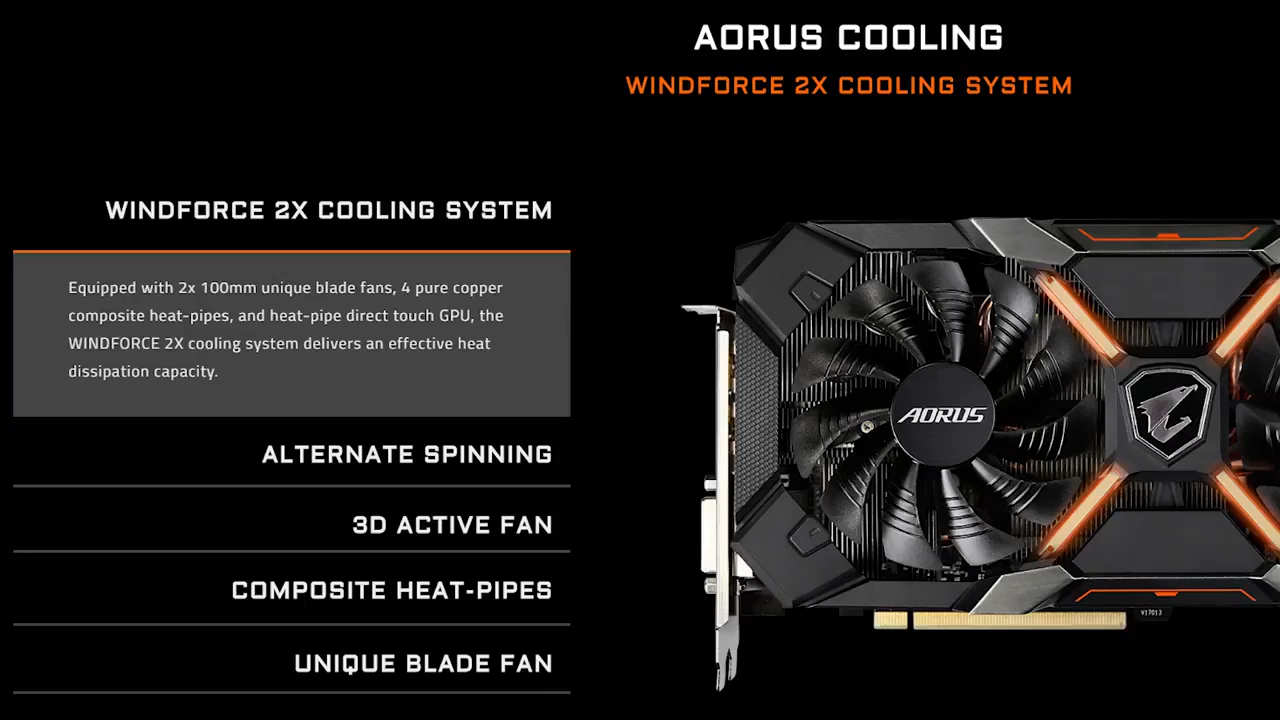 AORUS COOLING
WINDFORCE 2X COOLING SYSTEM
WINDFORCE 2X COOLING SYSTEM
Equipped with 2x 100mm unique blade fans, 4 pure copper
composite heat-pipes, and heat-pipe direct touch GPU, the
WINDFORCE 2X cooling system delivers an effective heat
dissipation capacity.
ALTERNATE SPINNING
3D ACTIVE FAN
COMPOSITE HEAT-PIPES
UNIQUE BLADE FAN
AORUS
V17013